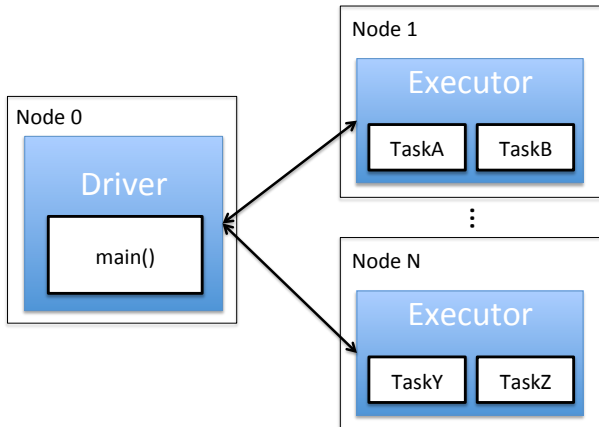 Node 0
Driver
main()
Node 1
Executor
TaskA TaskB
...
Node N
Executor
TaskY TaskZ